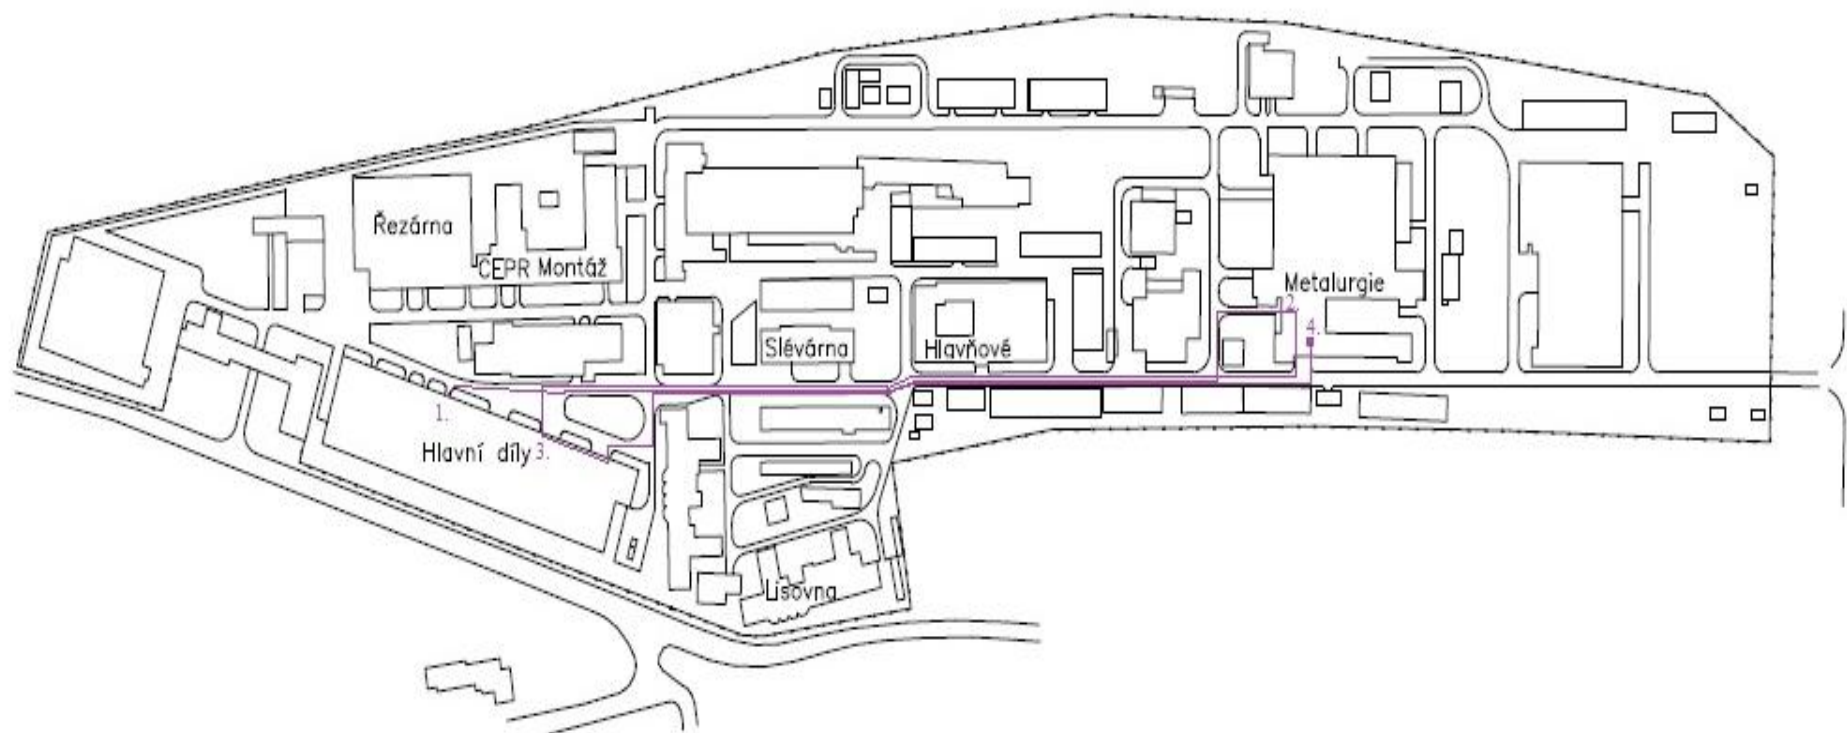 Řezárna
CEPR Montáž
Metalurgie
2.
4.
Slévárna
Hlavňové
1.
Hlavní díly
3.
Lisovna